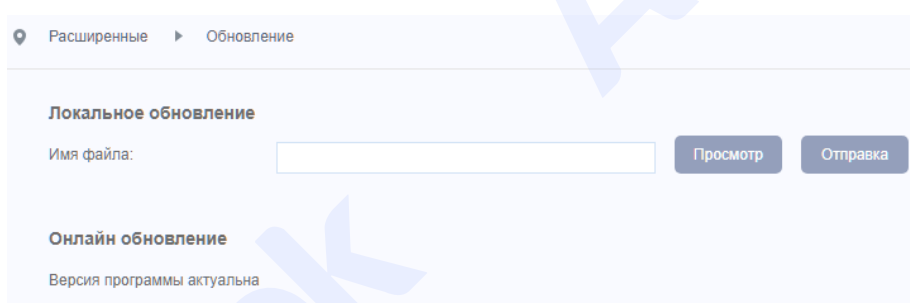 Расширенные Обновление
Локальное обновление
Имя файла: Просмотр Отправка
Онлайн обновление
Версия программы актуальна